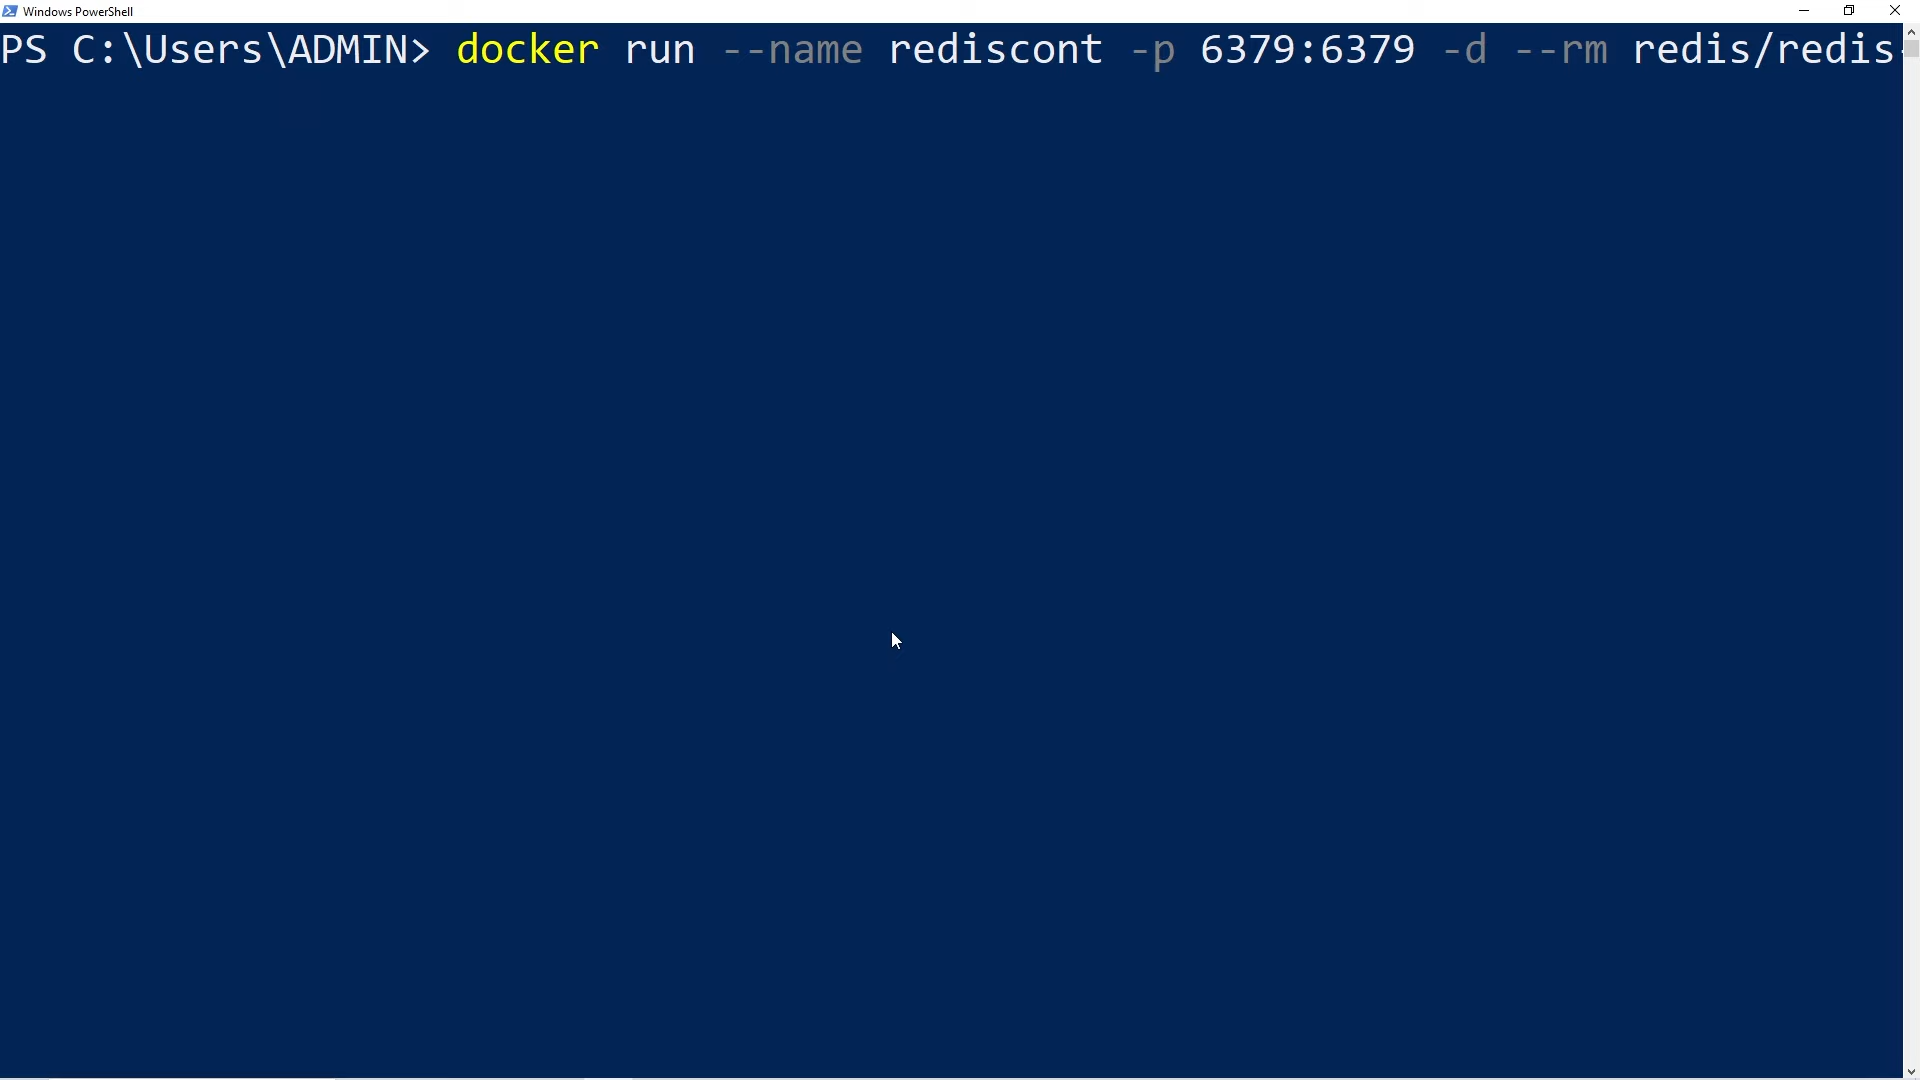 Windows PowerShell
PS C:\Users\ADMIN> docker run --name rediscont -p 6379:6379 -d --rm redis/redis-